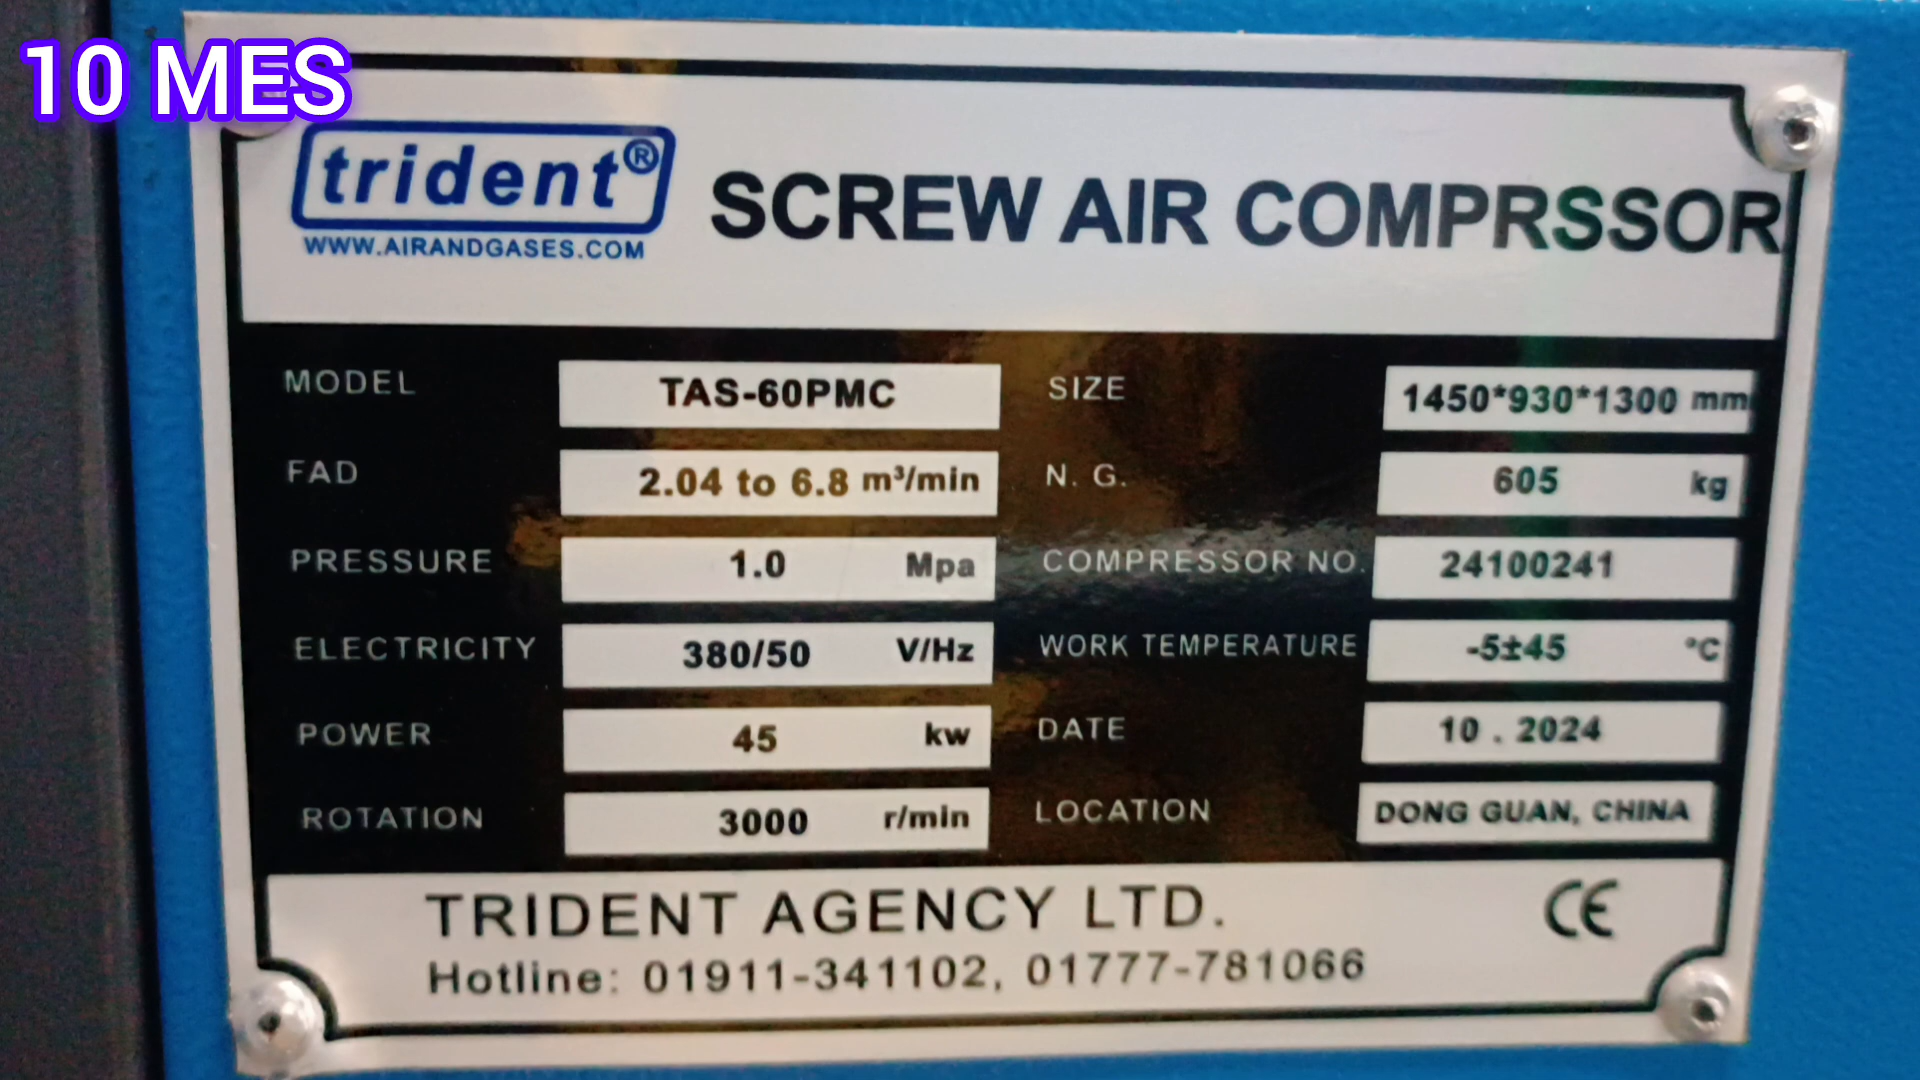 10 MES
trident®
WWW.AIRANDGASES.COM
SCREW AIR COMPRSSOR
MODEL TAS-60PMC SIZE 1450*930*1300 mm
FAD 2.04 to 6.8 m³/min N. G. 605 kg
PRESSURE 1.0 Mpa COMPRESSOR NO. 24100241
ELECTRICITY 380/50 V/Hz WORK TEMPERATURE -5±45 °C
POWER 45 kw DATE 10 . 2024
ROTATION 3000 r/min LOCATION DONG GUAN, CHINA
TRIDENT AGENCY LTD. CE
Hotline: 01911-341102, 01777-781066